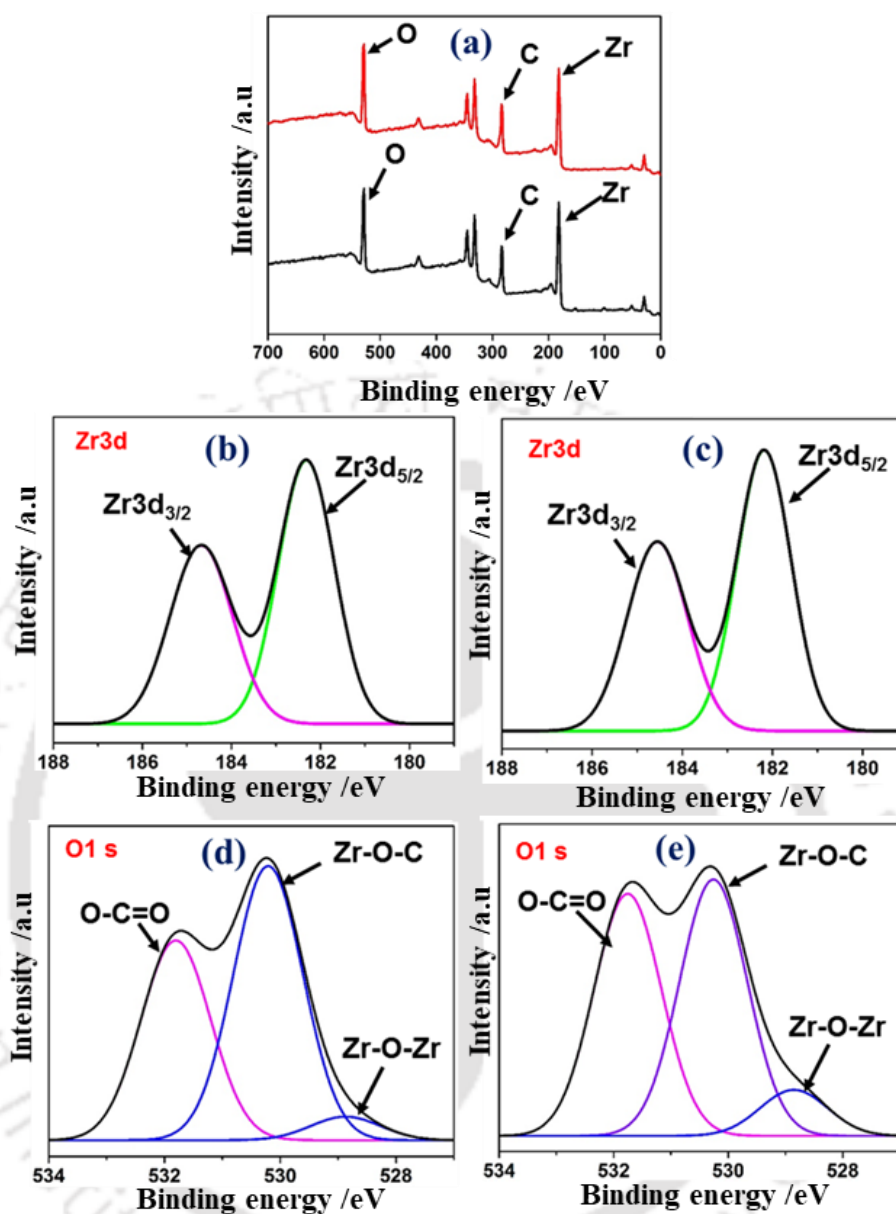 (a)
O
C
Zr
O
C
Zr
Intensity /a.u
700 600 500 400 300 200 100 0
Binding energy /eV
Zr3d
(b)
Zr3d5/2
Zr3d3/2
Intensity /a.u
188 186 184 182 180
Binding energy /eV
Zr3d
(c)
Zr3d5/2
Zr3d3/2
Intensity /a.u
188 186 184 182 180
Binding energy /eV
O1 s
(d)
Zr-O-C
O-C=O
Zr-O-Zr
Intensity /a.u
534 532 530 528
Binding energy /eV
O1 s
(e)
Zr-O-C
O-C=O
Zr-O-Zr
Intensity /a.u
534 532 530 528
Binding energy /eV